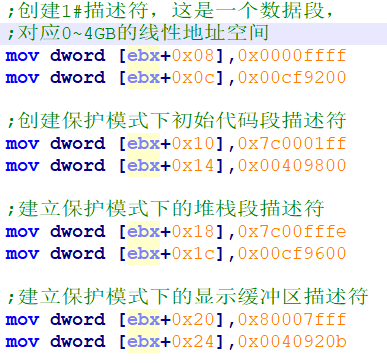 ;创建1#描述符，这是一个数据段，
;对应0~4GB的线性地址空间
mov dword [ebx+0x08],0x0000ffff
mov dword [ebx+0x0c],0x00cf9200
;创建保护模式下初始代码段描述符
mov dword [ebx+0x10],0x7c0001ff
mov dword [ebx+0x14],0x00409800
;建立保护模式下的堆栈段描述符
mov dword [ebx+0x18],0x7c00fffe
mov dword [ebx+0x1c],0x00cf9600
;建立保护模式下的显示缓冲区描述符
mov dword [ebx+0x20],0x80007fff
mov dword [ebx+0x24],0x0040920b